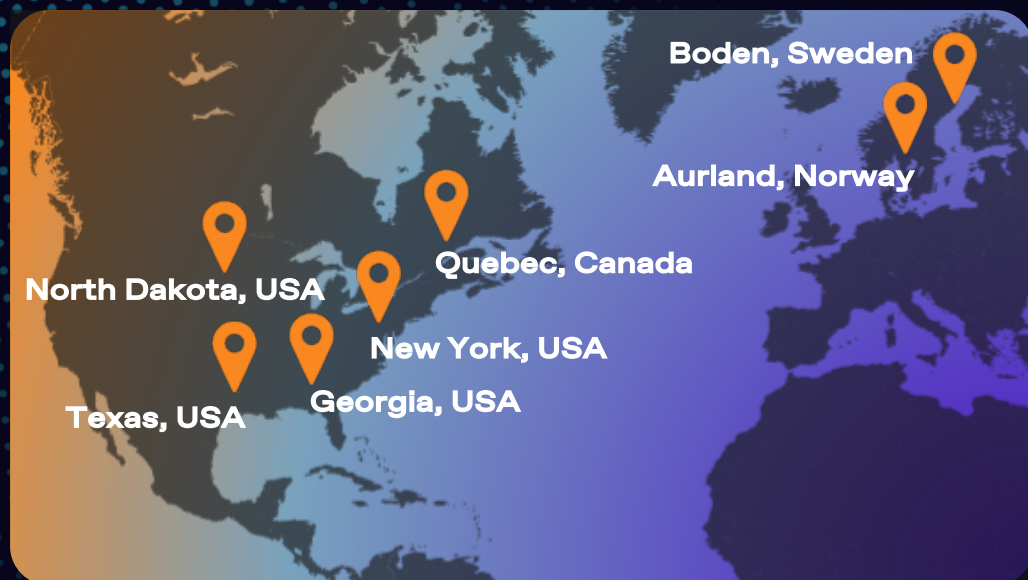 Boden, Sweden
Aurland, Norway
Quebec, Canada
North Dakota, USA
New York, USA
Georgia, USA
Texas, USA